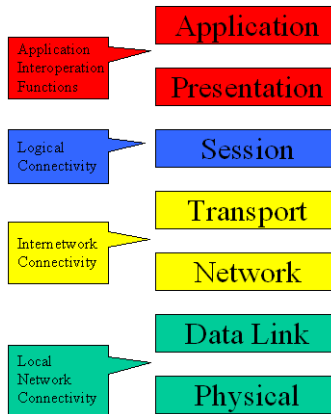 Application
Application
Interoperation
Functions
Presentation
Logical
Connectivity
Session
Transport
Internetwork
Connectivity
Network
Data Link
Local
Network
Connectivity
Physical